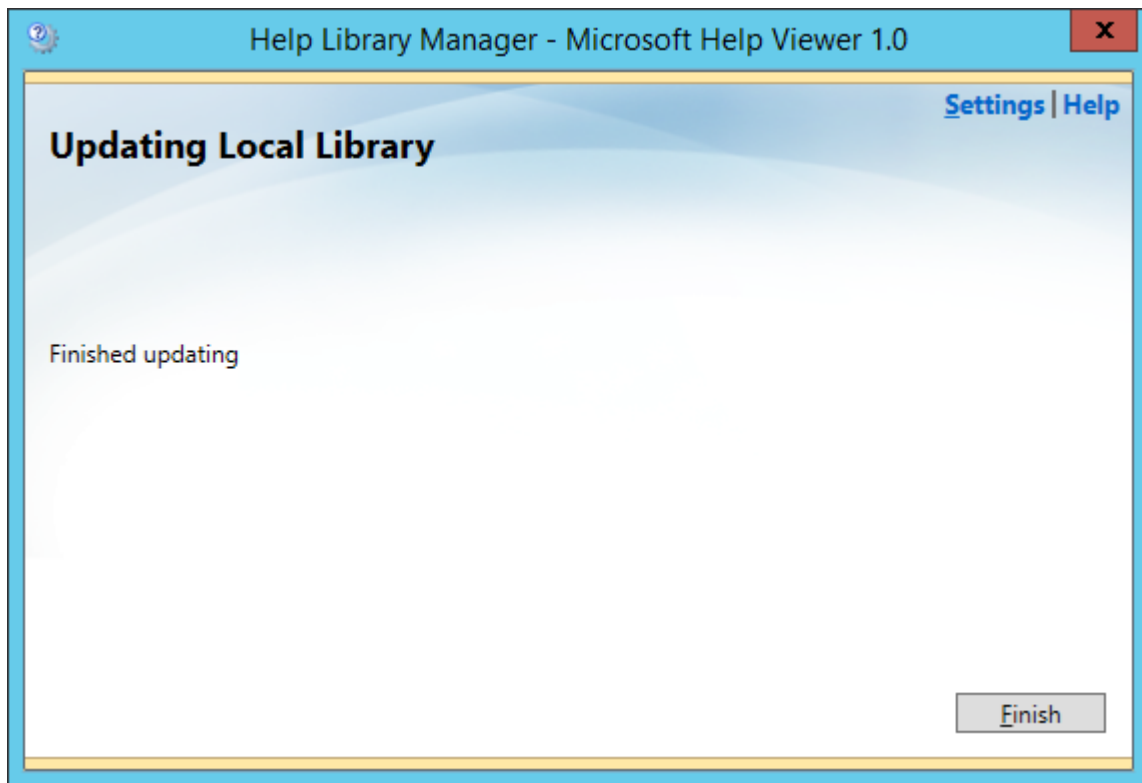 Help Library Manager - Microsoft Help Viewer 1.0
x
Settings | Help
Updating Local Library
Finished updating
Finish